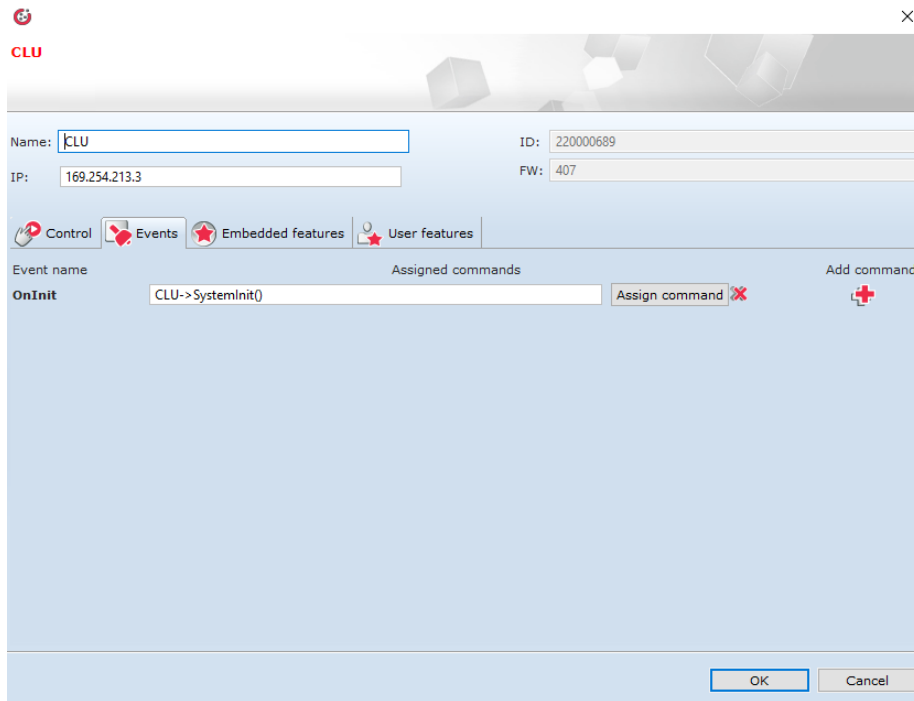 CLU
Name: CLU ID: 220000689
IP: 169.254.213.3 FW: 407
Control Events Embedded features User features
Event name Assigned commands Add command
OnInit CLU->SystemInit() Assign command
OK Cancel